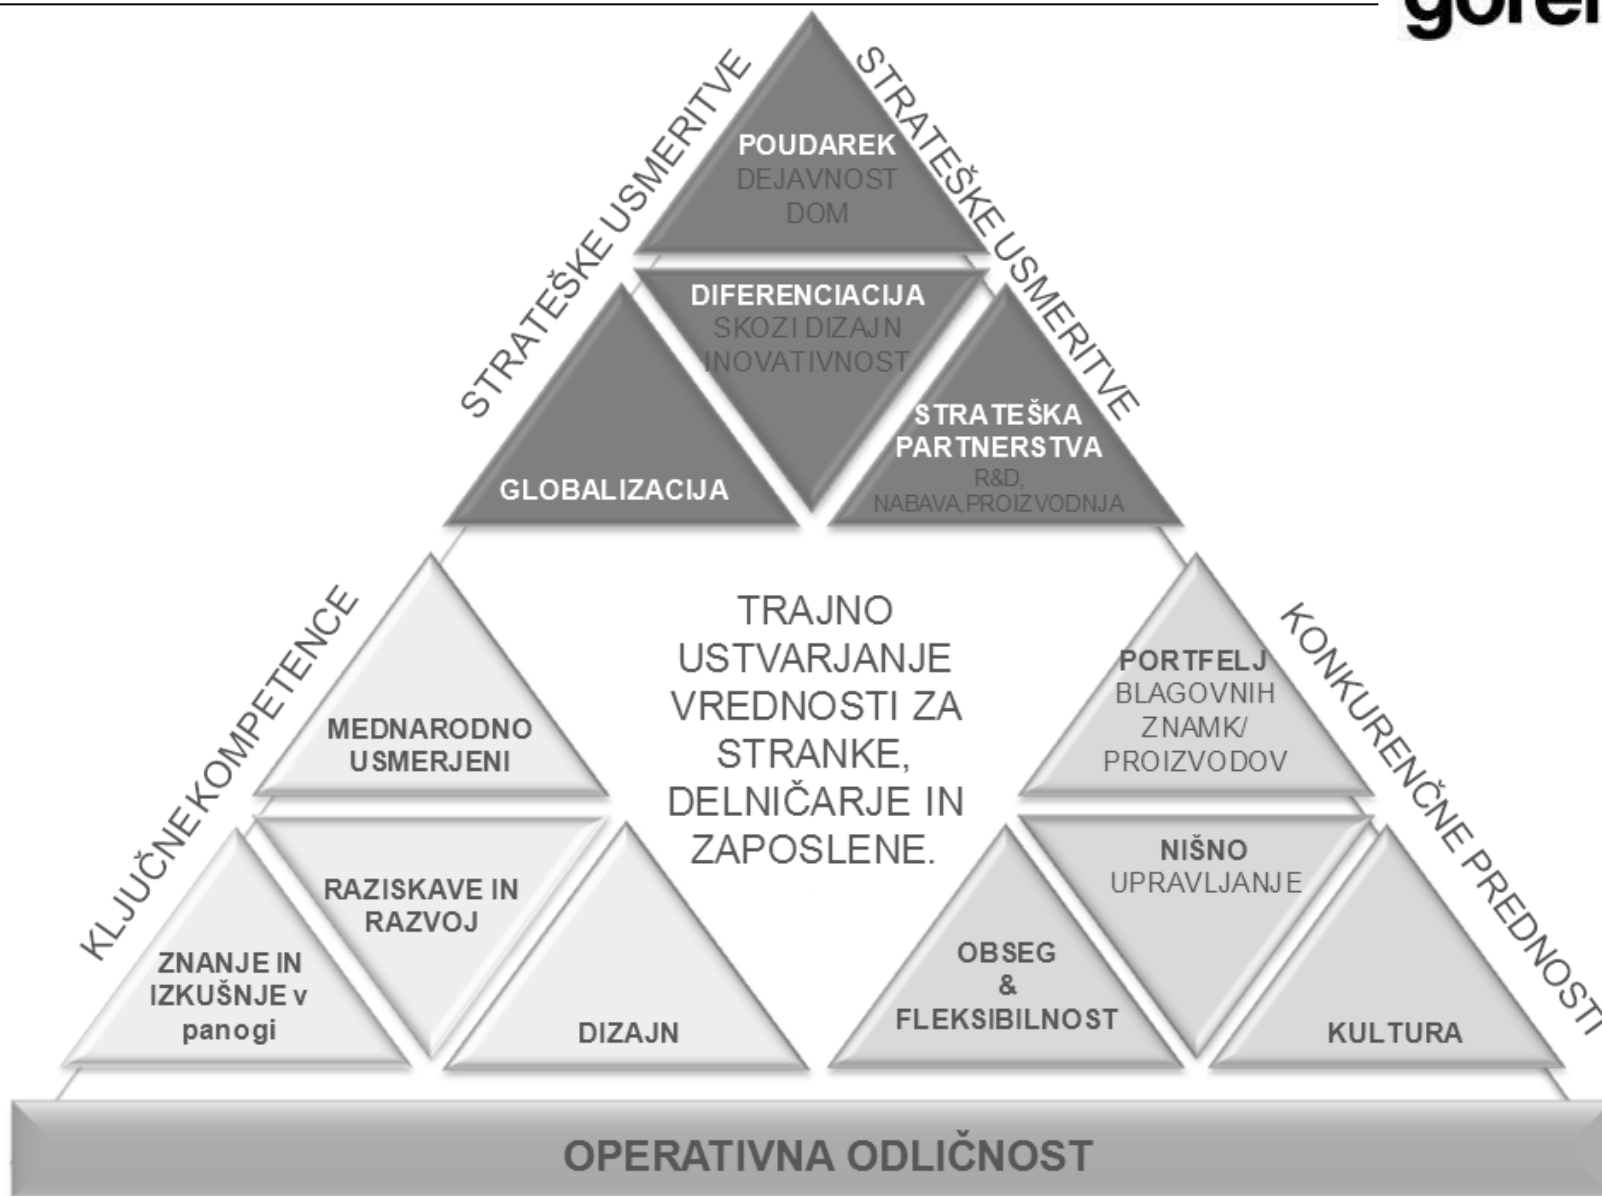 STRATEŠKE USMERITVE
STRATEŠKE USMERITVE
POUDAREK
DEJAVNOST
DOM
DIFERENCIACIJA
SKOZI DIZAJN
INOVATIVNOST
GLOBALIZACIJA
STRATEŠKA
PARTNERSTVA
R&D,
NABAVA,PROIZVODNJA
KLJUČNE KOMPETENCE
MEDNARODNO
USMERJENI
RAZISKAVE IN
RAZVOJ
ZNANJE IN
IZKUŠNJE v
panogi
DIZAJN
TRAJNO
USTVARJANJE
VREDNOSTI ZA
STRANKE,
DELNIČARJE IN
ZAPOSLENE.
KONKURENČNE PREDNOSTI
PORTFELJ
BLAGOVNIH
ZNAMK/
PROIZVODOV
NIŠNO
UPRAVLJANJE
OBSEG
&
FLEKSIBILNOST
KULTURA
OPERATIVNA ODLIČNOST